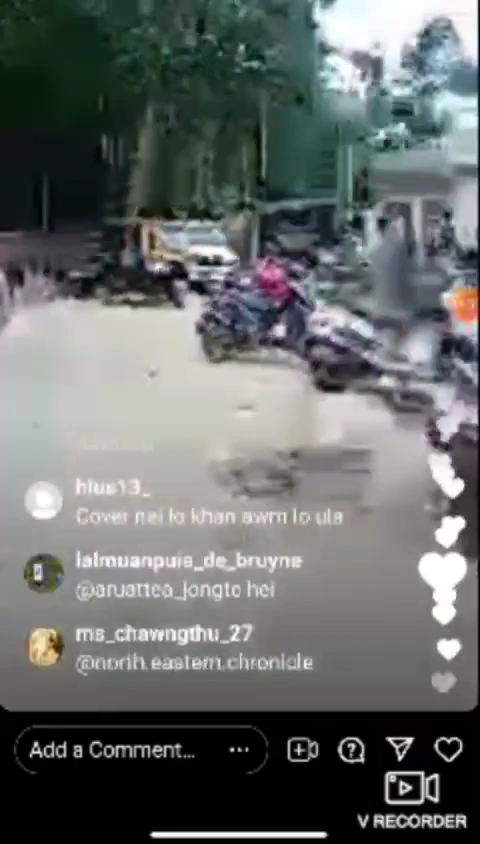 hlus13_
Cover nei lo khan awm lo ula
lalmuanpuia_de_bruyne
@aruattea_jongte hei
ms_chawngthu_27
@north.eastern.chronicle
Add a Comment...
V RECORDER